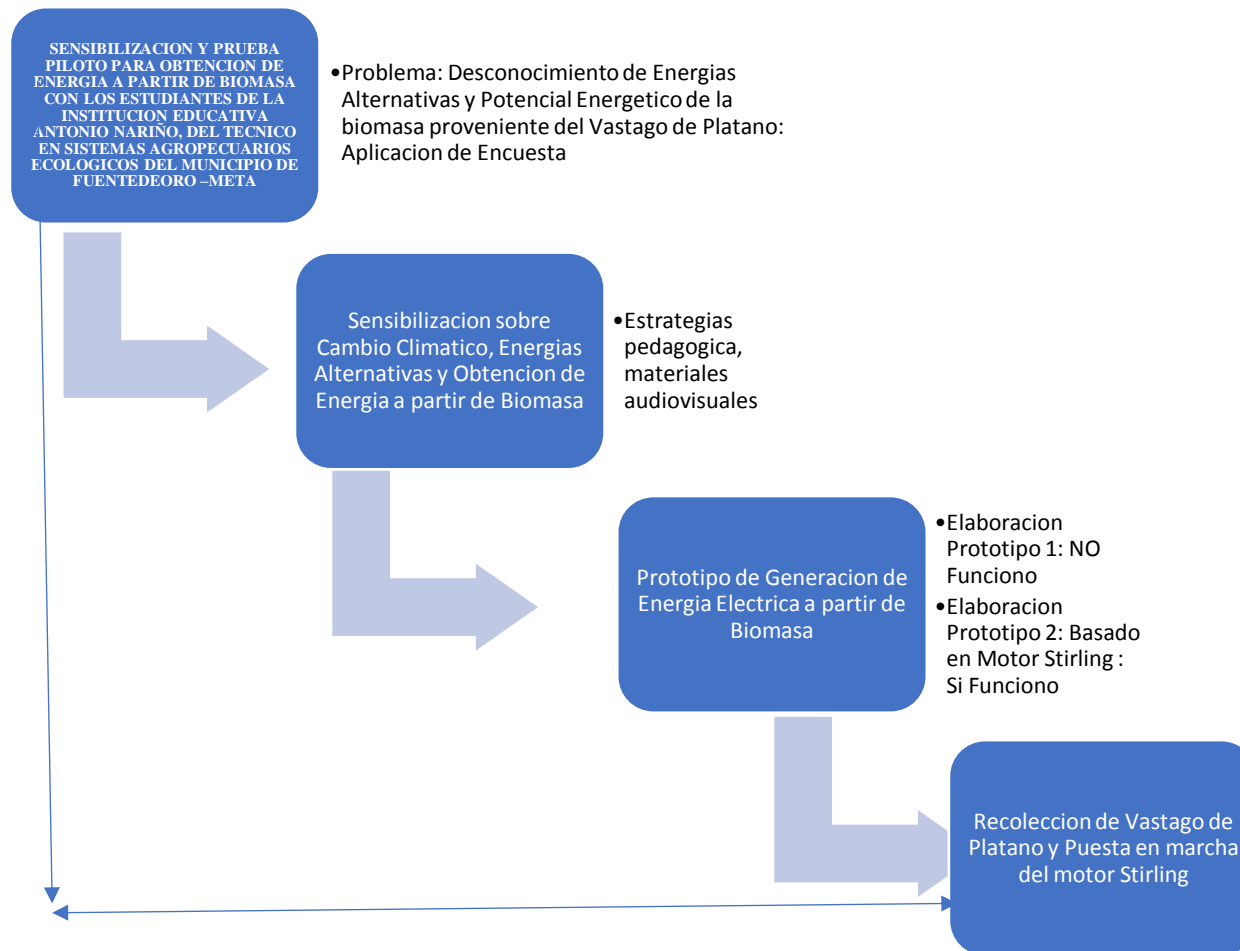 SENSIBILIZACION Y PRUEBA
PILOTO PARA OBTENCION DE
ENERGIA A PARTIR DE BIOMASA
CON LOS ESTUDIANTES DE LA
INSTITUCION EDUCATIVA
ANTONIO NARIÑO, DEL TECNICO
EN SISTEMAS AGROPECUARIOS
ECOLOGICOS DEL MUNICIPIO DE
FUENTEDEORO –META
•Problema: Desconocimiento de Energias
Alternativas y Potencial Energetico de la
biomasa proveniente del Vastago de Platano:
Aplicacion de Encuesta
Sensibilizacion sobre
Cambio Climatico, Energias
Alternativas y Obtencion de
Energia a partir de Biomasa
•Estrategias
pedagogica,
materiales
audiovisuales
Prototipo de Generacion de
Energia Electrica a partir de
Biomasa
•Elaboracion
Prototipo 1: NO
Funciono
•Elaboracion
Prototipo 2: Basado
en Motor Stirling :
Si Funciono
Recoleccion de Vastago de
Platano y Puesta en marcha
del motor Stirling